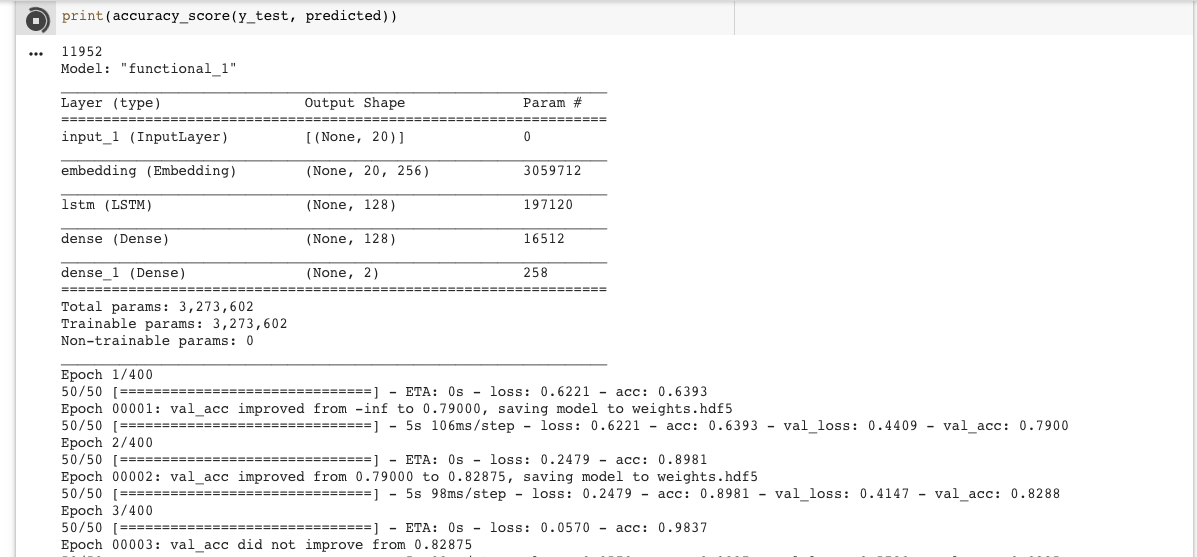 print(accuracy_score(y_test, predicted))
11952
Model: "functional_1"
Layer (type) Output Shape Param #
=================================================================
input_1 (InputLayer) [(None, 20)] 0
embedding (Embedding) (None, 20, 256) 3059712
lstm (LSTM) (None, 128) 197120
dense (Dense) (None, 128) 16512
dense_1 (Dense) (None, 2) 258
=================================================================
Total params: 3,273,602
Trainable params: 3,273,602
Non-trainable params: 0
Epoch 1/400
50/50 [==============================] - ETA: 0s - loss: 0.6221 - acc: 0.6393
Epoch 00001: val_acc improved from -inf to 0.79000, saving model to weights.hdf5
50/50 [==============================] - 5s 106ms/step - loss: 0.6221 - acc: 0.6393 - val_loss: 0.4409 - val_acc: 0.7900
Epoch 2/400
50/50 [==============================] - ETA: 0s - loss: 0.2479 - acc: 0.8981
Epoch 00002: val_acc improved from 0.79000 to 0.82875, saving model to weights.hdf5
50/50 [==============================] - 5s 98ms/step - loss: 0.2479 - acc: 0.8981 - val_loss: 0.4147 - val_acc: 0.8288
Epoch 3/400
50/50 [==============================] - ETA: 0s - loss: 0.0570 - acc: 0.9837
Epoch 00003: val_acc did not improve from 0.82875